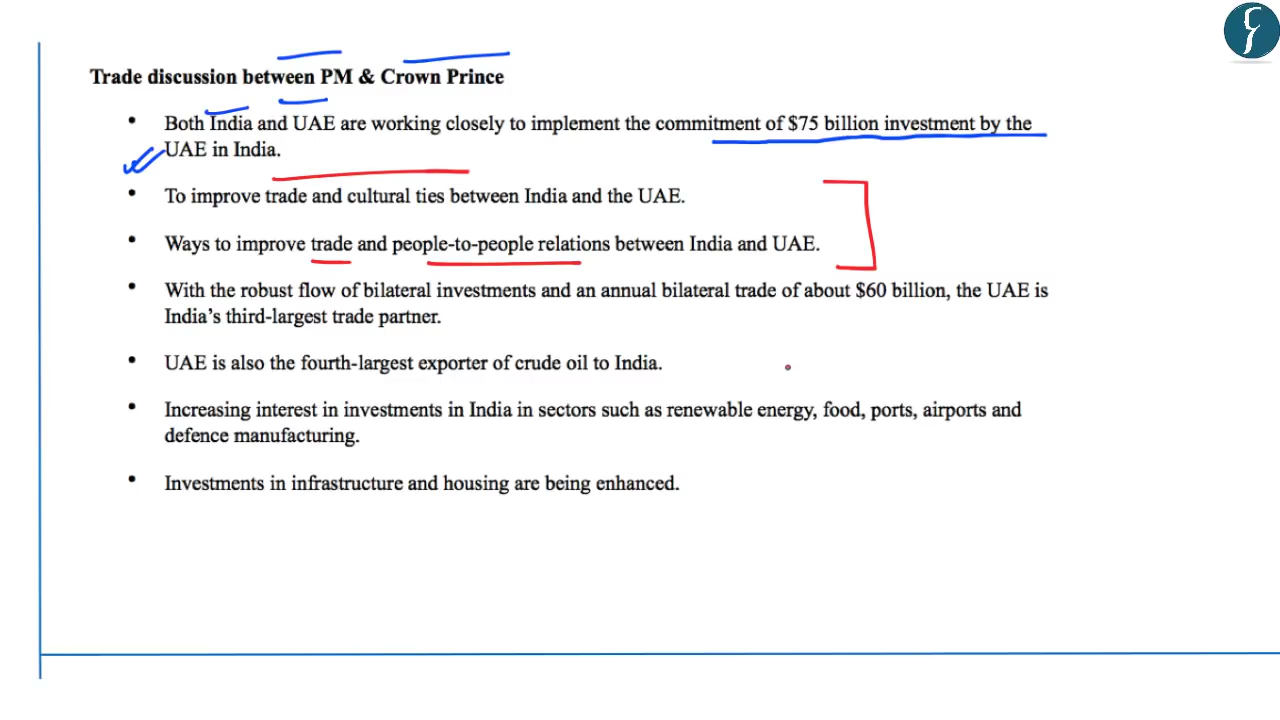 Trade discussion between PM & Crown Prince
• Both India and UAE are working closely to implement the commitment of $75 billion investment by the
UAE in India.
• To improve trade and cultural ties between India and the UAE.
• Ways to improve trade and people-to-people relations between India and UAE.
• With the robust flow of bilateral investments and an annual bilateral trade of about $60 billion, the UAE is
India’s third-largest trade partner.
• UAE is also the fourth-largest exporter of crude oil to India.
• Increasing interest in investments in India in sectors such as renewable energy, food, ports, airports and
defence manufacturing.
• Investments in infrastructure and housing are being enhanced.